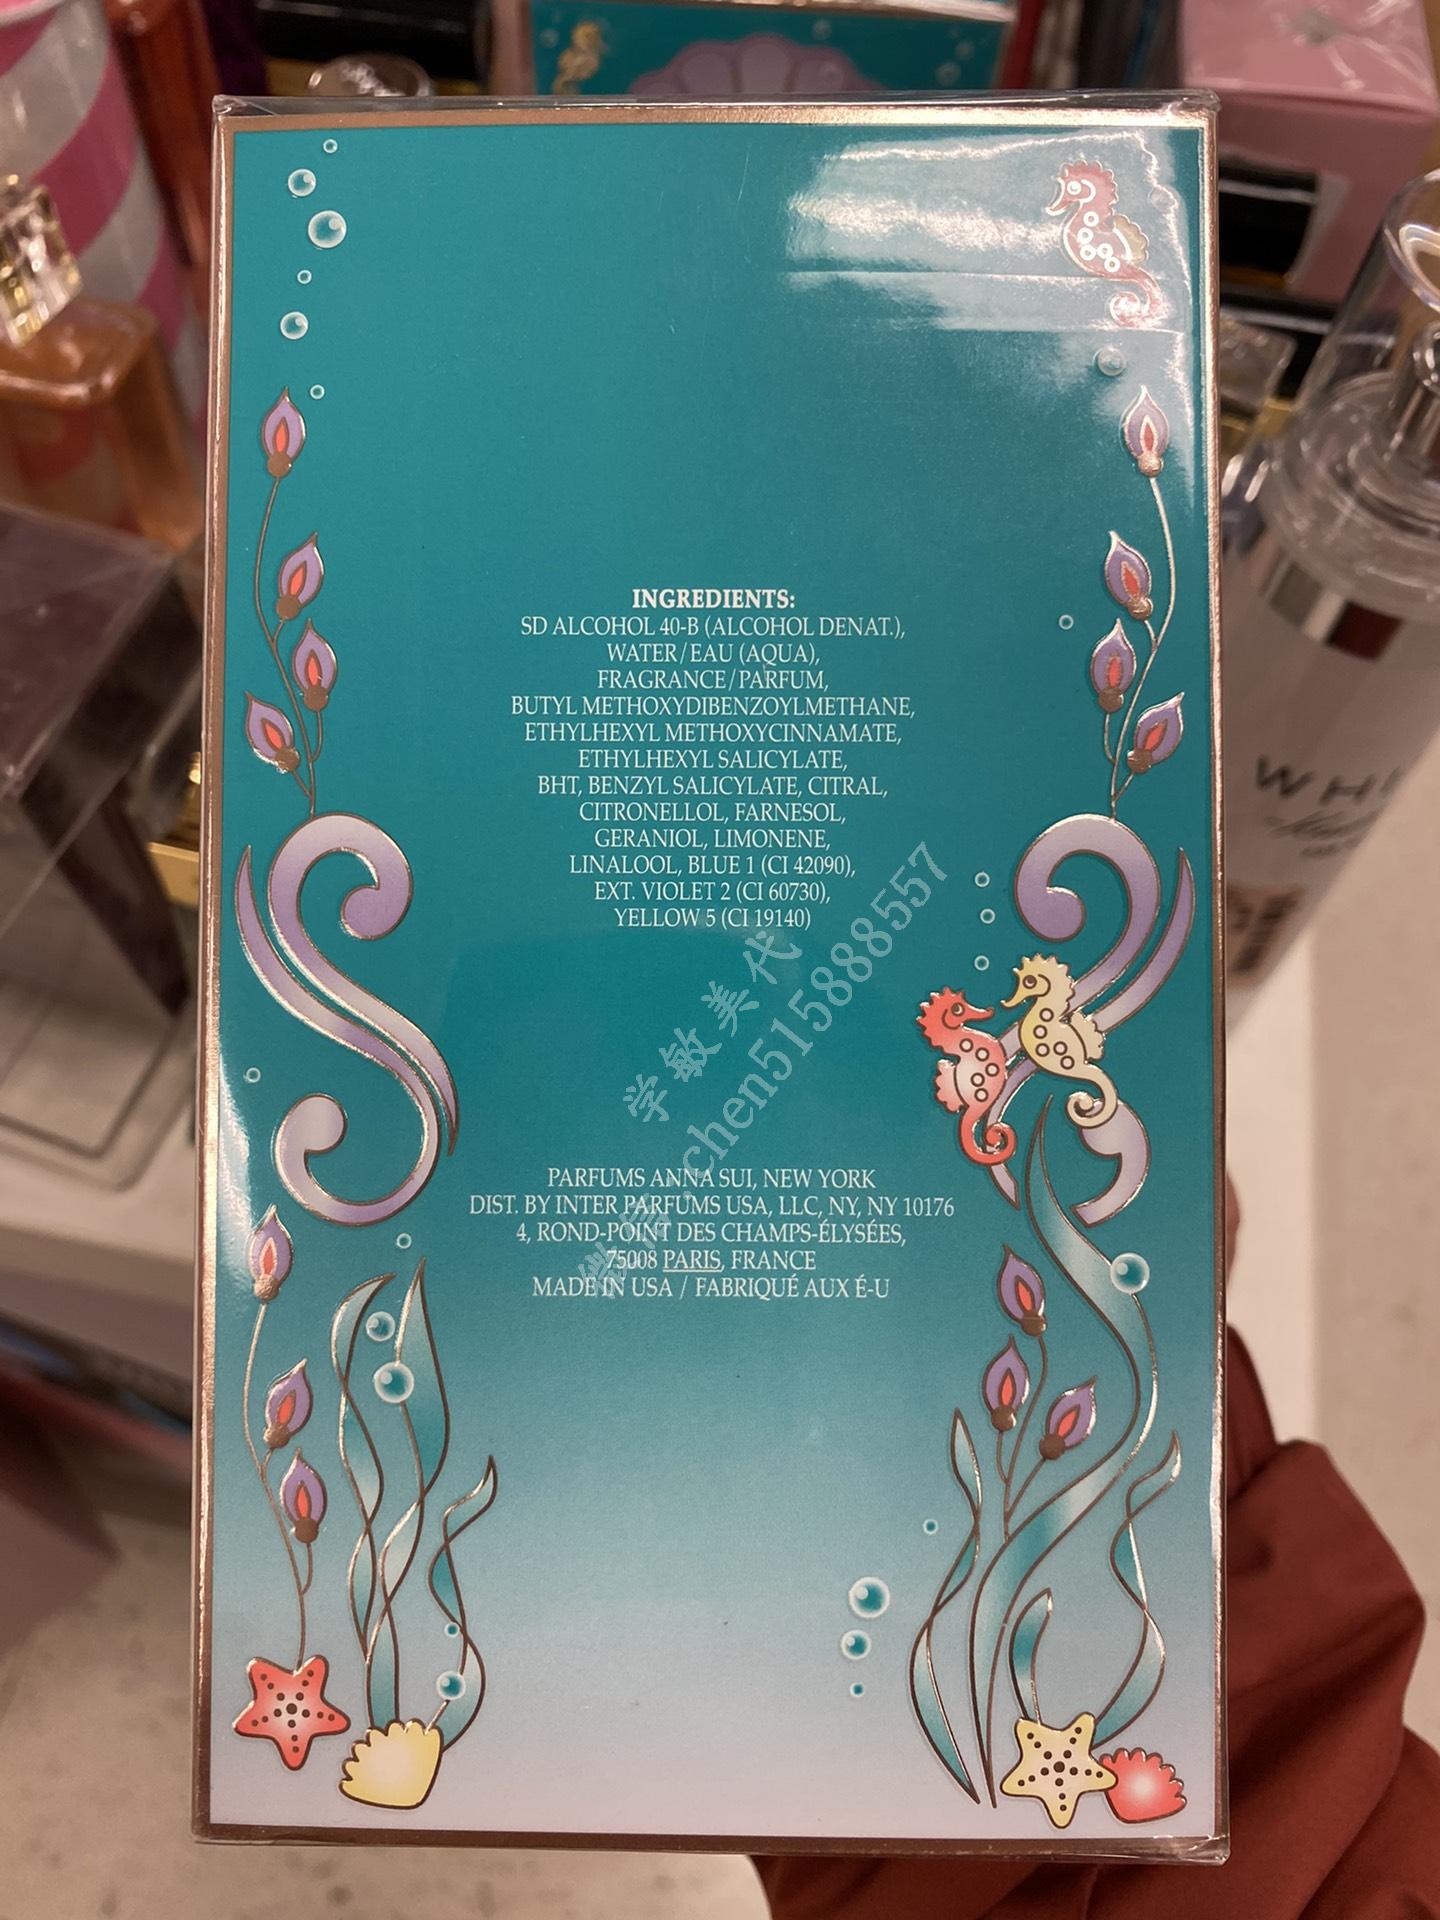 INGREDIENTS:
SD ALCOHOL 40-B (ALCOHOL DENAT.),
WATER/EAU (AQUA),
FRAGRANCE/PARFUM,
BUTYL METHOXYDIBENZOYLMETHANE,
ETHYLHEXYL METHOXYCINNAMATE,
ETHYLHEXYL SALICYLATE,
BHT, BENZYL SALICYLATE, CITRAL,
CITRONELLOL, FARNESOL,
GERANIOL, LIMONENE,
LINALOOL, BLUE 1 (CI 42090),
EXT. VIOLET 2 (CI 60730),
YELLOW 5 (CI 19140)
学敏美代
微信:chen515888557
PARFUMS ANNA SUI, NEW YORK
DIST. BY INTER PARFUMS USA, LLC, NY, NY 10176
4, ROND-POINT DES CHAMPS-ÉLYSÉES,
75008 PARIS, FRANCE
MADE IN USA / FABRIQUÉ AUX É-U